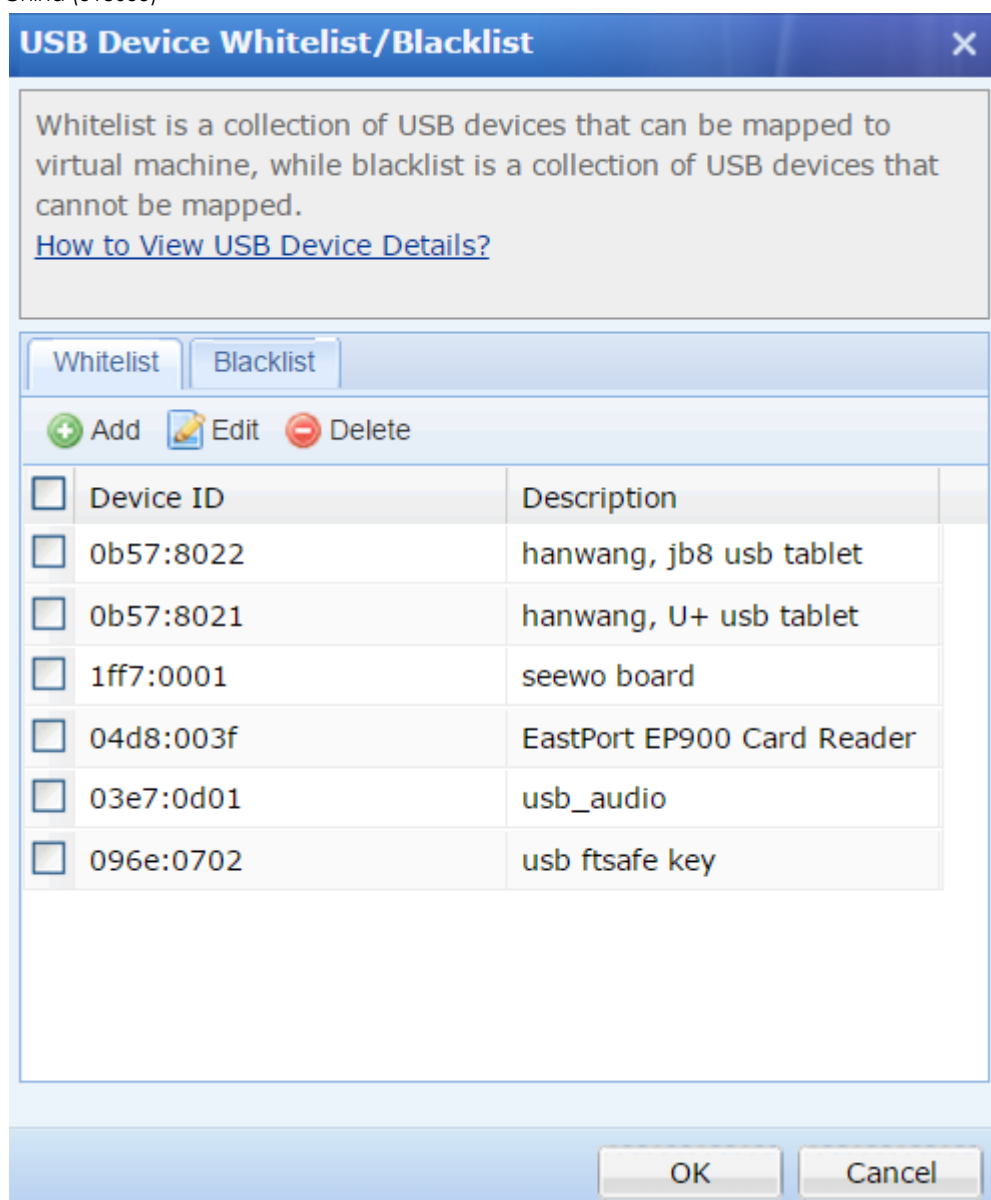 USB Device Whitelist/Blacklist
Whitelist is a collection of USB devices that can be mapped to
virtual machine, while blacklist is a collection of USB devices that
cannot be mapped.
How to View USB Device Details?
Whitelist Blacklist
Add Edit Delete
Device ID Description
0b57:8022 hanwang, jb8 usb tablet
0b57:8021 hanwang, U+ usb tablet
1ff7:0001 seewo board
04d8:003f EastPort EP900 Card Reader
03e7:0d01 usb_audio
096e:0702 usb ftsafe key
OK Cancel